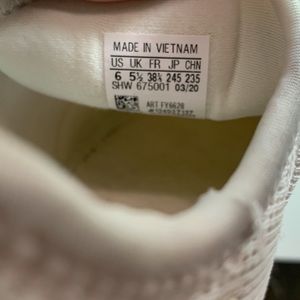 MADE IN VIETNAM
US UK FR JP CHN
6 5½ 38⅔ 245 235
SHW 675001 03/20
ART FY6628